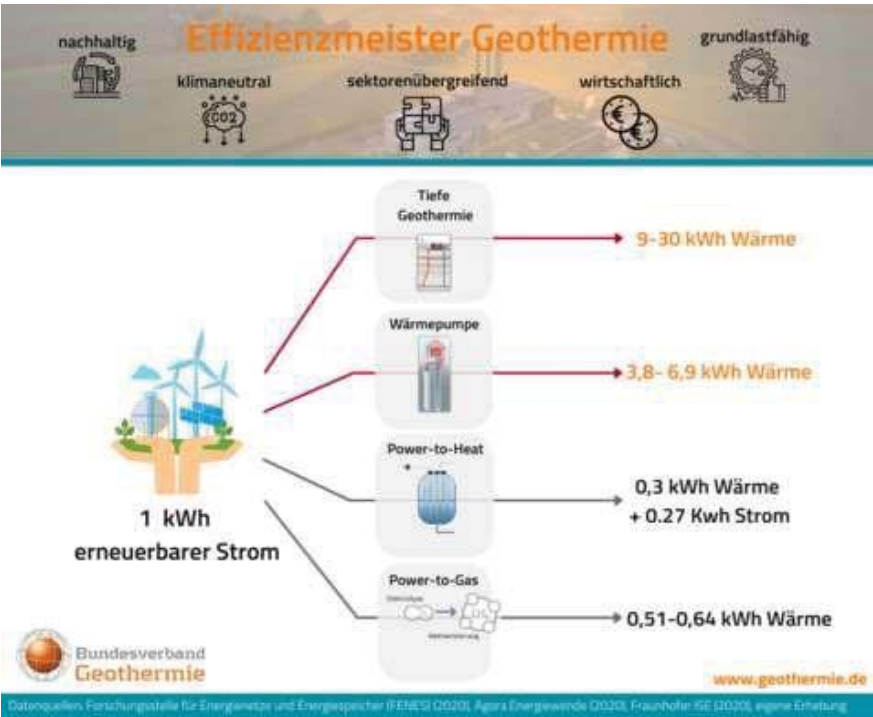 Effizienzmeister Geothermie
nachhaltig
klimaneutral
CO2
sektorenübergreifend
wirtschaftlich
grundlastfähig
Tiefe
Geothermie
9-30 kWh Wärme
Wärmepumpe
3,8- 6,9 kWh Wärme
Power-to-Heat
0,3 kWh Wärme
+ 0.27 Kwh Strom
1 kWh
erneuerbarer Strom
Power-to-Gas
0,51-0,64 kWh Wärme
Bundesverband
Geothermie
www.geothermie.de
Datenquellen: Forschungsstelle für Energienetze und Energiespeicher (FENES) (2020), Agora Energiewende (2020), Fraunhofer ISE (2020), eigene Erhebung